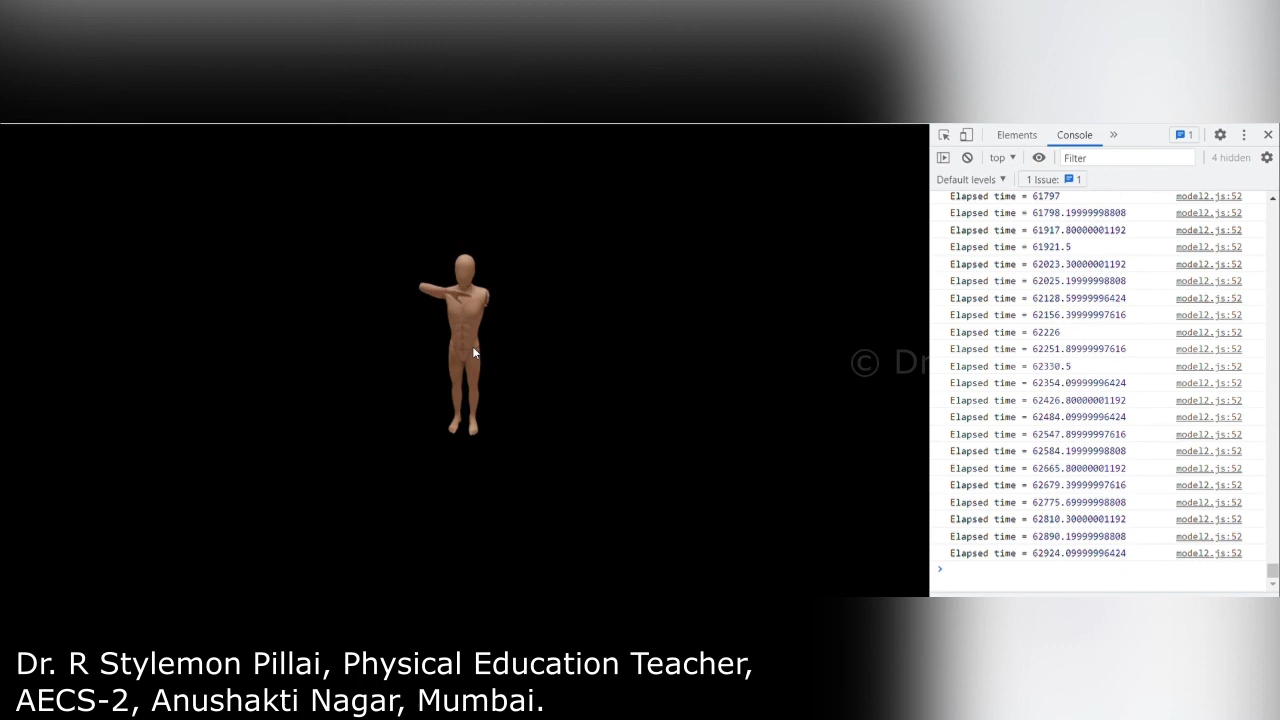 Elements Console » 1
top ▼ Filter 4 hidden
Default levels ▼ 1 Issue: 1
Elapsed time = 61797 model2.js:52
Elapsed time = 61798.19999998808 model2.js:52
Elapsed time = 61917.80000001192 model2.js:52
Elapsed time = 61921.5 model2.js:52
Elapsed time = 62023.30000001192 model2.js:52
Elapsed time = 62025.19999998808 model2.js:52
Elapsed time = 62128.59999996424 model2.js:52
Elapsed time = 62156.39999997616 model2.js:52
Elapsed time = 62226 model2.js:52
Elapsed time = 62251.89999997616 model2.js:52
Elapsed time = 62330.5 model2.js:52
Elapsed time = 62354.09999996424 model2.js:52
Elapsed time = 62426.80000001192 model2.js:52
Elapsed time = 62484.09999996424 model2.js:52
Elapsed time = 62547.89999997616 model2.js:52
Elapsed time = 62584.19999998808 model2.js:52
Elapsed time = 62665.80000001192 model2.js:52
Elapsed time = 62679.39999997616 model2.js:52
Elapsed time = 62775.69999998808 model2.js:52
Elapsed time = 62810.30000001192 model2.js:52
Elapsed time = 62890.19999998808 model2.js:52
Elapsed time = 62924.09999996424 model2.js:52
© Dr
Dr. R Stylemon Pillai, Physical Education Teacher,
AECS-2, Anushakti Nagar, Mumbai.